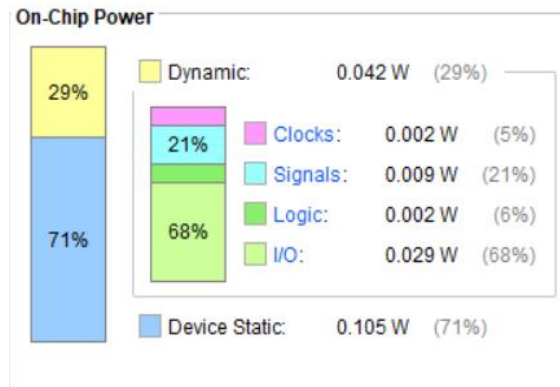 On-Chip Power
29%
71%
Dynamic: 0.042 W (29%)
21%
68%
Clocks: 0.002 W (5%)
Signals: 0.009 W (21%)
Logic: 0.002 W (6%)
I/O: 0.029 W (68%)
Device Static: 0.105 W (71%)